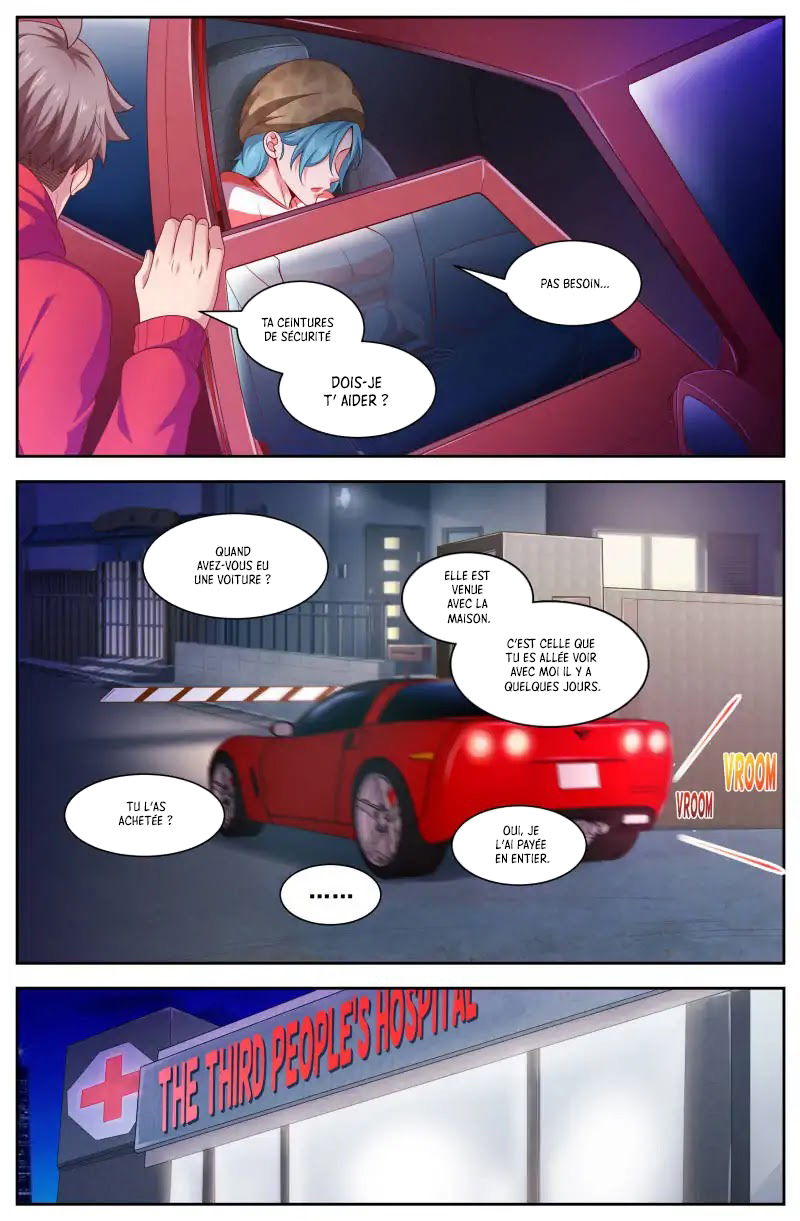 PAS BESOIN...
TA CEINTURES
DE SÉCURITÉ
DOIS-JE
T' AIDER ?
QUAND
AVEZ-VOUS EU
UNE VOITURE ?
ELLE EST
VENUE
AVEC LA
MAISON.
C'EST CELLE QUE
TU ES ALLÉE VOIR
AVEC MOI IL Y A
QUELQUES JOURS.
VROOM
VROOM
TU L'AS
ACHETÉE ?
OUI, JE
L'AI PAYÉE
EN ENTIER.
......
THE THIRD PEOPLE'S HOSPITAL